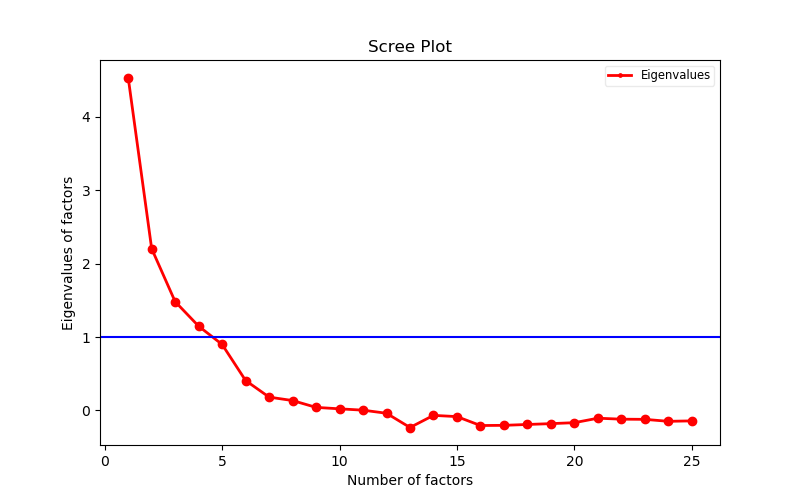 Scree Plot
Eigenvalues
Eigenvalues of factors
4
3
2
1
0
0 5 10 15 20 25
Number of factors